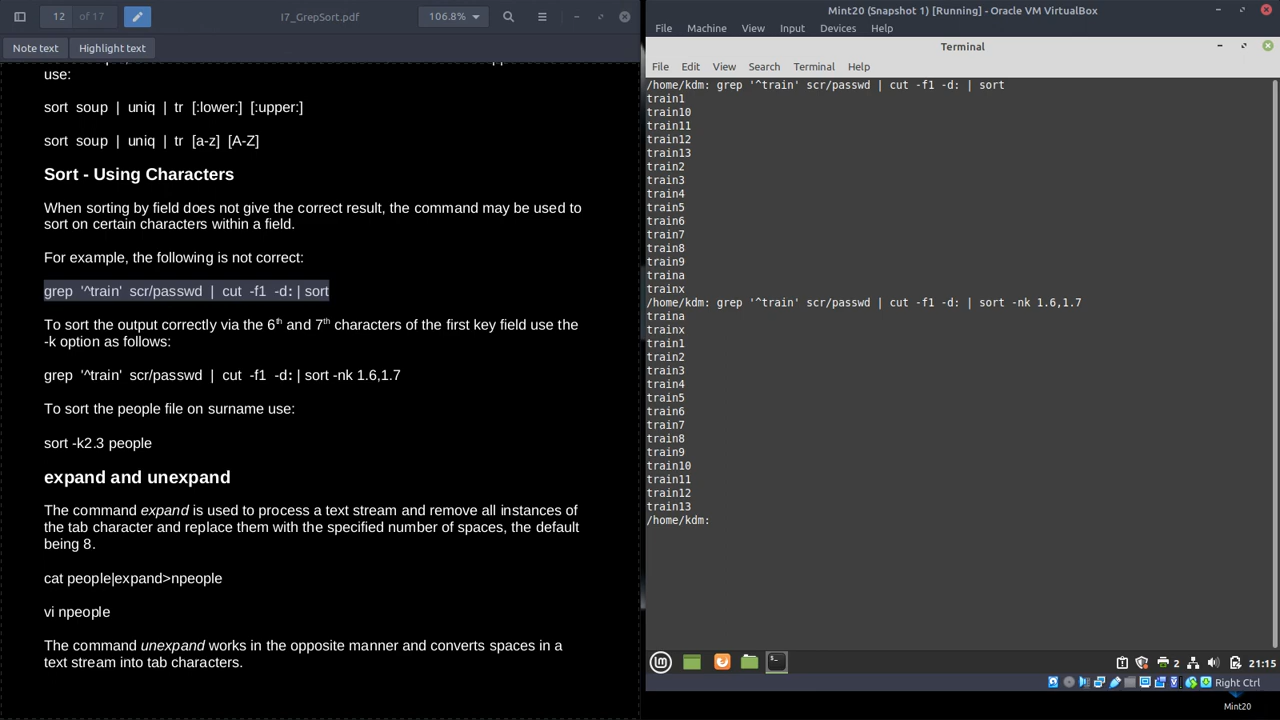 12 of 17
I7_GrepSort.pdf
106.8%
Note text Highlight text
use:
sort soup | uniq | tr [:lower:] [:upper:]
sort soup | uniq | tr [a-z] [A-Z]
Sort - Using Characters
When sorting by field does not give the correct result, the command may be used to
sort on certain characters within a field.
For example, the following is not correct:
grep '^train' scr/passwd | cut -f1 -d: | sort
To sort the output correctly via the 6th and 7th characters of the first key field use the
-k option as follows:
grep '^train' scr/passwd | cut -f1 -d: | sort -nk 1.6,1.7
To sort the people file on surname use:
sort -k2.3 people
expand and unexpand
The command expand is used to process a text stream and remove all instances of
the tab character and replace them with the specified number of spaces, the default
being 8.
cat people|expand>npeople
vi npeople
The command unexpand works in the opposite manner and converts spaces in a
text stream into tab characters.
Mint20 (Snapshot 1) [Running] - Oracle VM VirtualBox
File Machine View Input Devices Help
Terminal
File Edit View Search Terminal Help
/home/kdm: grep '^train' scr/passwd | cut -f1 -d: | sort
train1
train10
train11
train12
train13
train2
train3
train4
train5
train6
train7
train8
train9
traina
trainx
/home/kdm: grep '^train' scr/passwd | cut -f1 -d: | sort -nk 1.6,1.7
traina
trainx
train1
train2
train3
train4
train5
train6
train7
train8
train9
train10
train11
train12
train13
/home/kdm:
2 21:15
Right Ctrl
Mint20